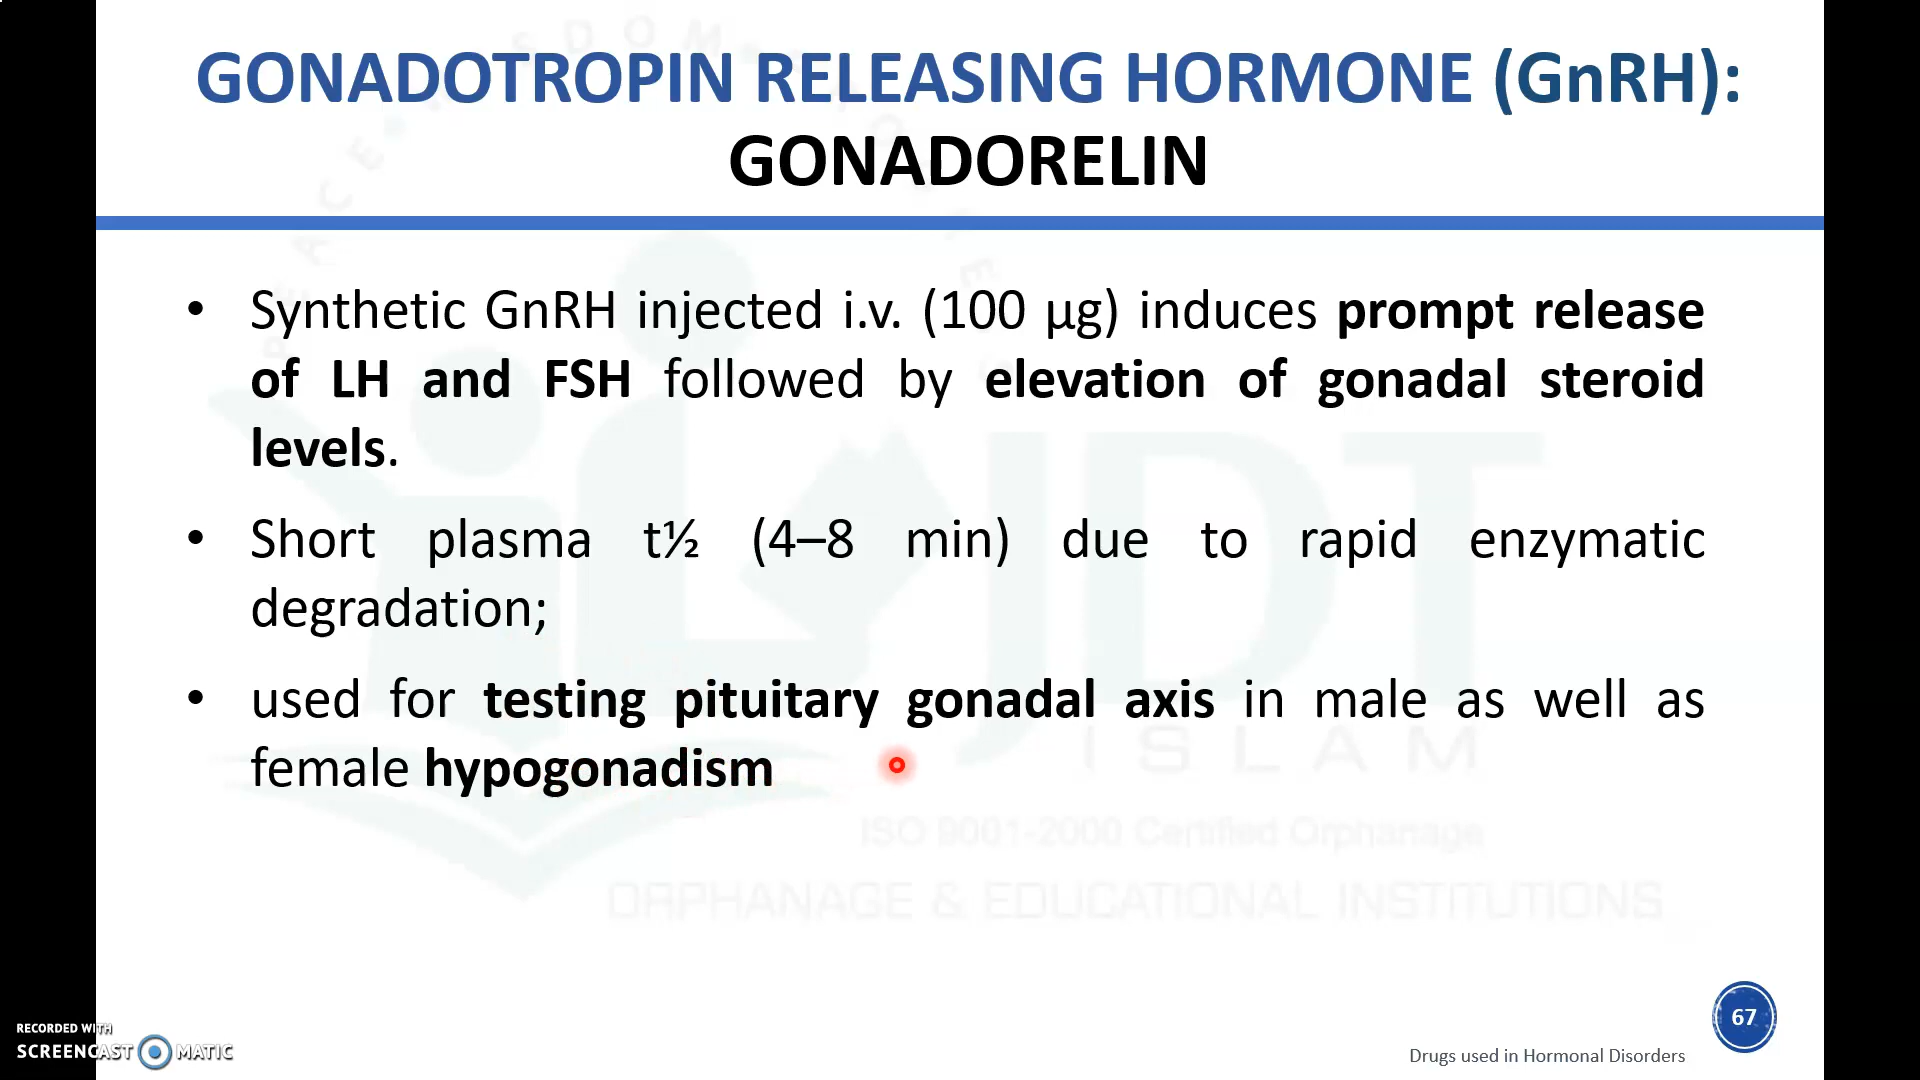 GONADOTROPIN RELEASING HORMONE (GnRH):
GONADORELIN
• Synthetic GnRH injected i.v. (100 µg) induces prompt release
of LH and FSH followed by elevation of gonadal steroid
levels.
• Short plasma t½ (4–8 min) due to rapid enzymatic
degradation;
• used for testing pituitary gonadal axis in male as well as
female hypogonadism
JDT
ISLAM
ISO 9001-2000 Certified Orphanage
ORPHANAGE & EDUCATIONAL INSTITUTIONS
67
Drugs used in Hormonal Disorders
RECORDED WITH
SCREENCAST MATIC